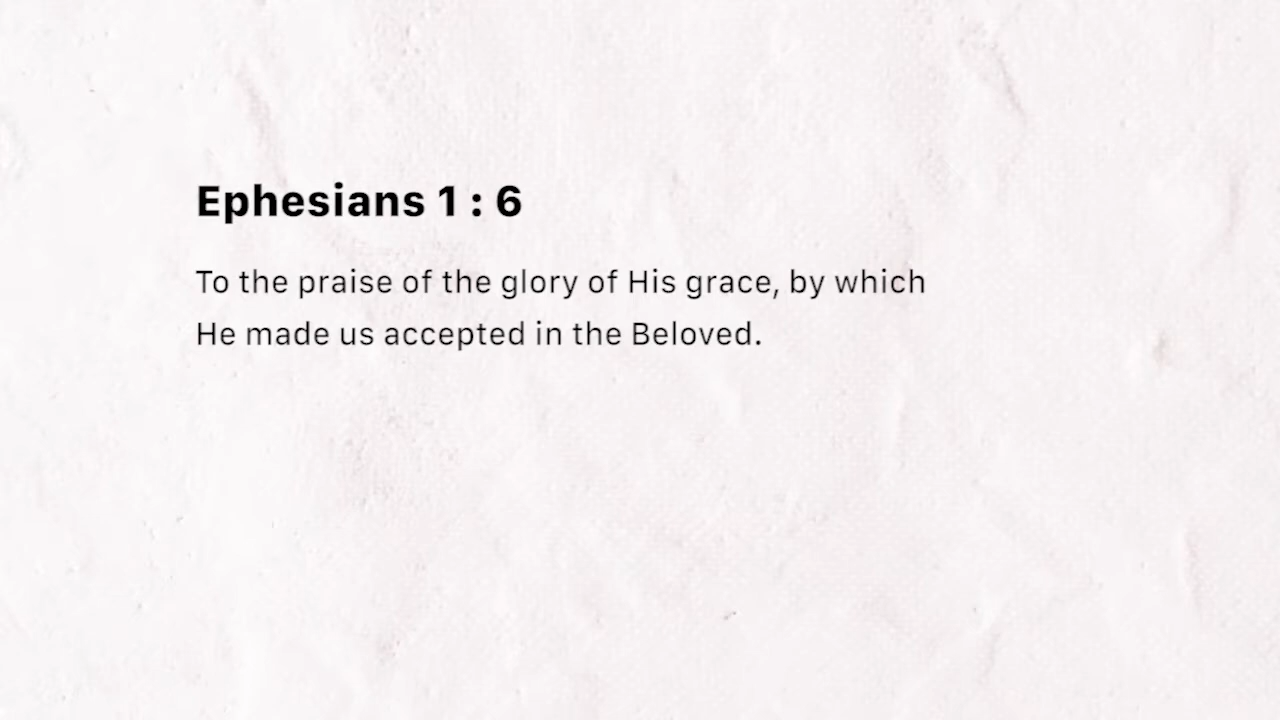 Ephesians 1 : 6
To the praise of the glory of His grace, by which
He made us accepted in the Beloved.